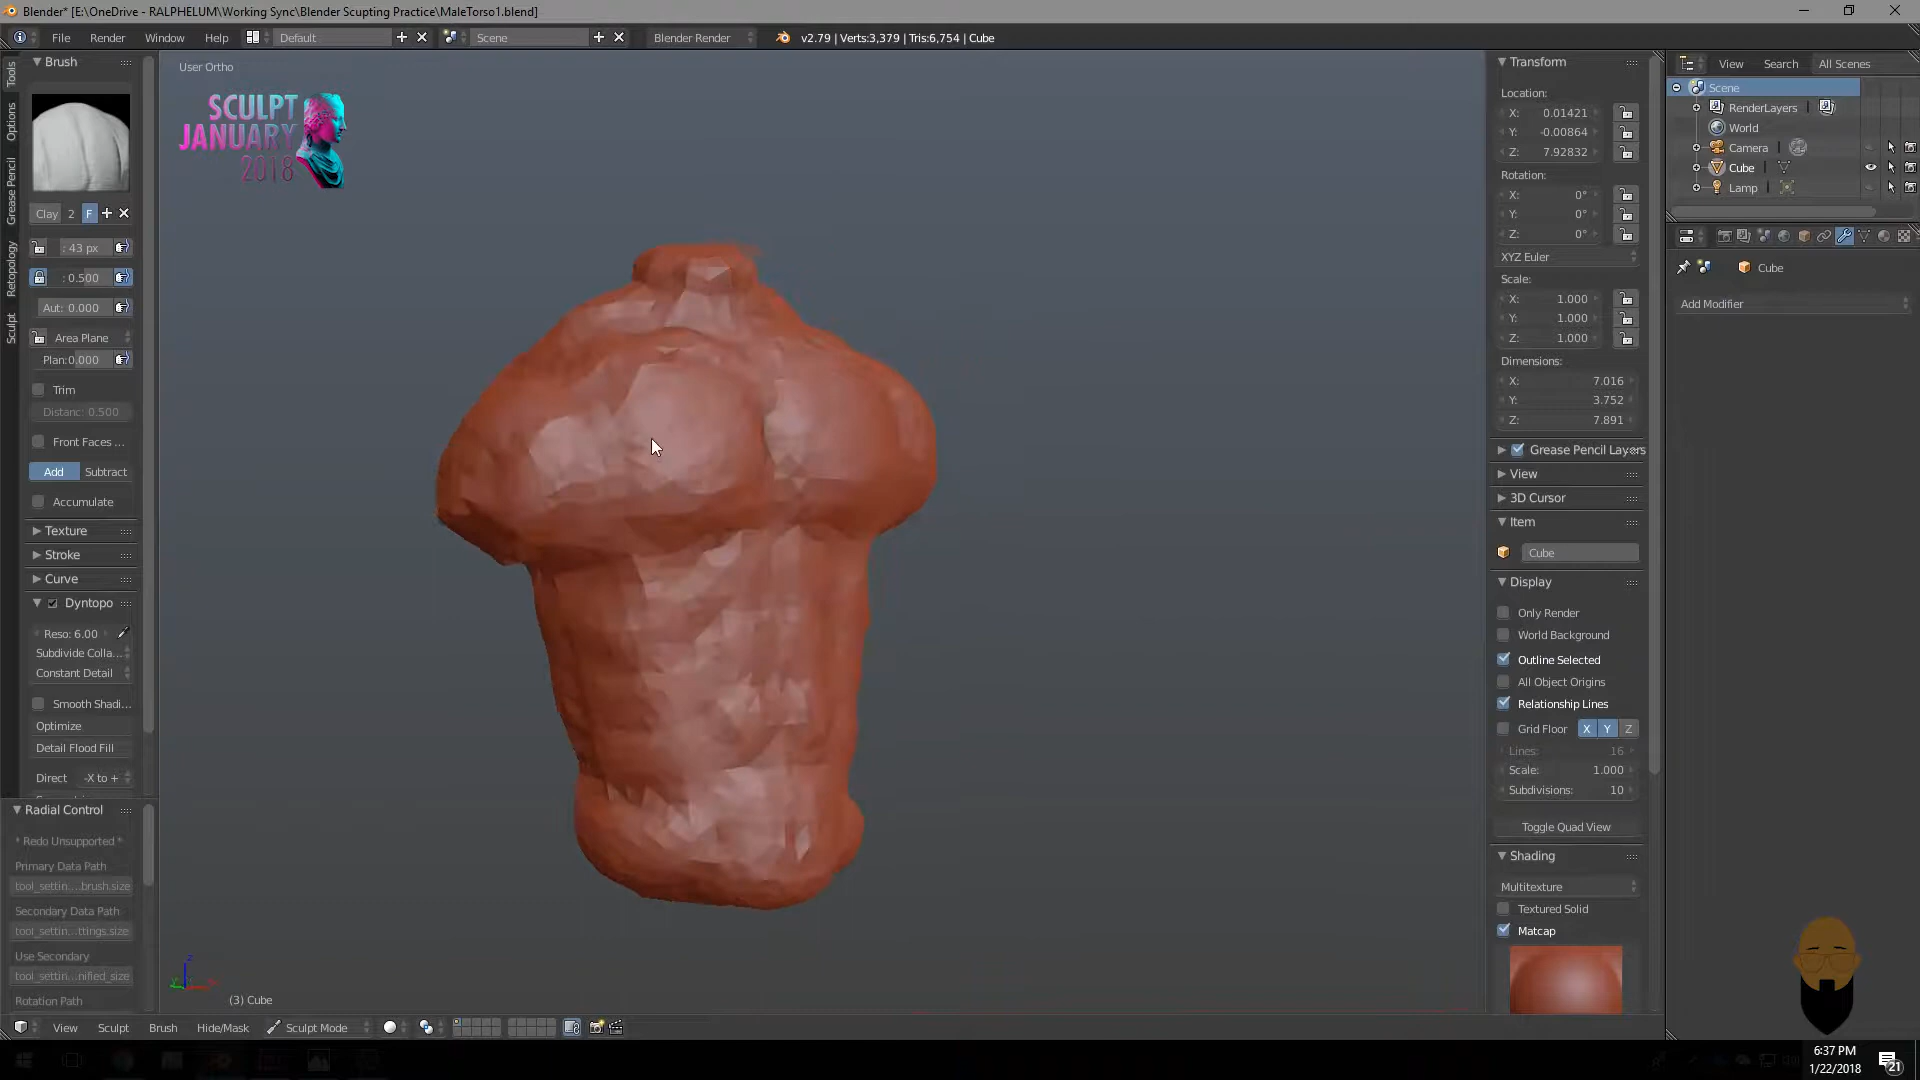 Blender* [E:\OneDrive - RALPHELUM\Working Sync\Blender Scupting Practice\MaleTorso1.blend]
File Render Window Help Default Scene Blender Render v2.79 | Verts:3,379 | Tris:6,754 | Cube
Tools
Options
Grease Pencil
Retopology
Sculpt
Brush
Clay 2 F
: 43 px
: 0.500
Aut: 0.000
Area Plane
Plan:0.000
Trim
Distanc: 0.500
Front Faces ...
Add Subtract
Accumulate
Texture
Stroke
Curve
Dyntopo
Reso: 6.00
Subdivide Colla...
Constant Detail
Smooth Shadi...
Optimize
Detail Flood Fill
Direct -X to +
Radial Control
* Redo Unsupported *
Primary Data Path
tool_settin....brush.size
Secondary Data Path
tool_settin...ttings.size
Use Secondary
tool_settin...nified_size
Rotation Path
User Ortho
SCULPT
JANUARY
2018
(3) Cube
View Sculpt Brush Hide/Mask Sculpt Mode
Transform
Location:
X: 0.01421
Y: -0.00864
Z: 7.92832
Rotation:
X: 0°
Y: 0°
Z: 0°
XYZ Euler
Scale:
X: 1.000
Y: 1.000
Z: 1.000
Dimensions:
X: 7.016
Y: 3.752
Z: 7.891
Grease Pencil Layers
View
3D Cursor
Item
Cube
Display
Only Render
World Background
Outline Selected
All Object Origins
Relationship Lines
Grid Floor X Y Z
Lines: 16
Scale: 1.000
Subdivisions: 10
Toggle Quad View
Shading
Multitexture
Textured Solid
Matcap
View Search All Scenes
Scene
RenderLayers
World
Camera
Cube
Lamp
Cube
Add Modifier
6:37 PM
1/22/2018
21